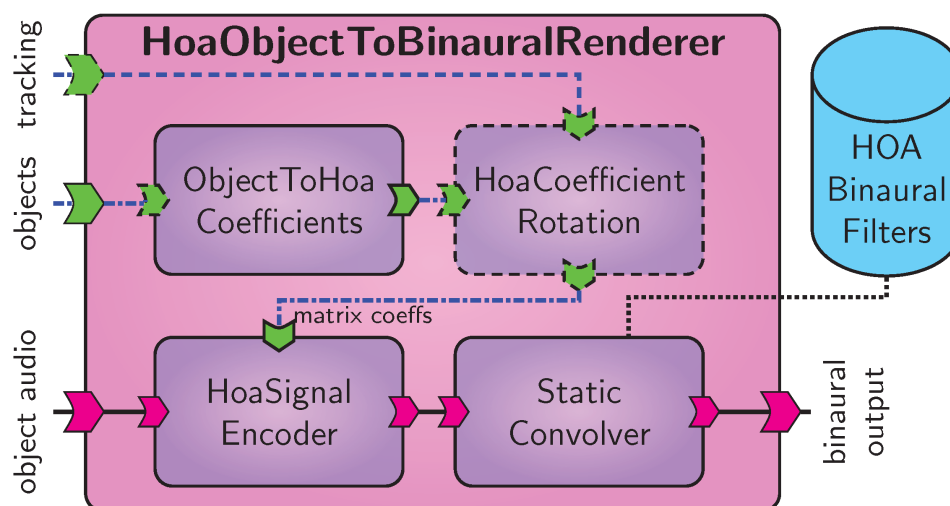 HoaObjectToBinauralRenderer
tracking
objects
ObjectToHoa
Coefficients
HoaCoefficient
Rotation
HOA
Binaural
Filters
matrix coeffs
object audio
HoaSignal
Encoder
Static
Convolver
binaural
output